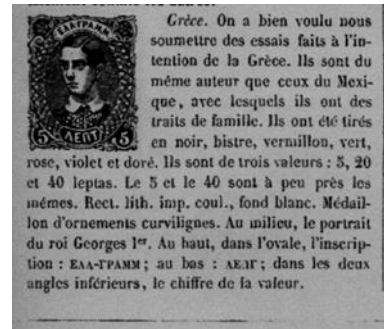 ΕΛΛΓΡΑΜΜ
5 ΛΕΠΤ 5
Grèce. On a bien voulu nous
soumettre des essais faits à l'in-
tention de la Grèce. Ils sont du
même auteur que ceux du Mexi-
que, avec lesquels ils ont des
traits de famille. Ils ont été tirés
en noir, bistre, vermillon, vert,
rose, violet et doré. Ils sont de trois valeurs : 5, 20
et 40 leptas. Le 5 et le 40 sont à peu près les
mêmes. Rect. lith. imp. coul., fond blanc. Médail-
lon d'ornements curvilignes. Au milieu, le portrait
du roi Georges 1er. Au haut, dans l'ovale, l'inscrip-
tion : ΕΛΛ-ΓΡΑΜΜ ; au bas : ΛΕΠΓ ; dans les deux
angles inférieurs, le chiffre de la valeur.